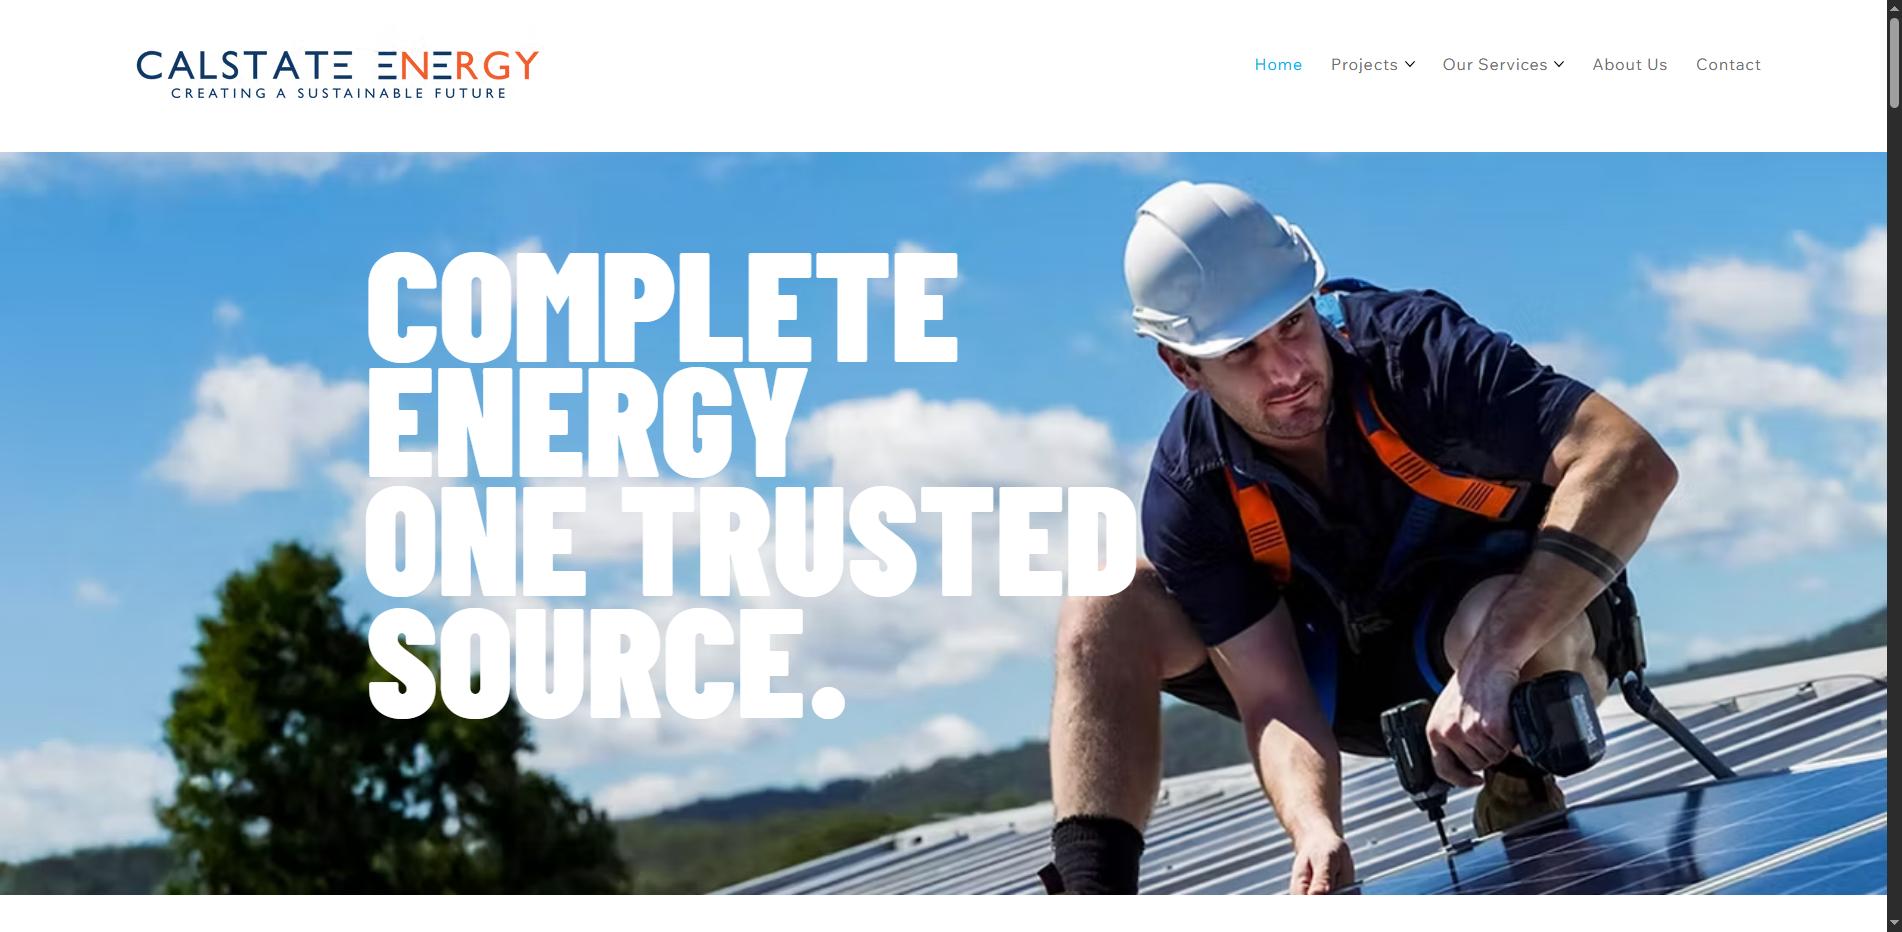 CALSTATE ENERGY
CREATING A SUSTAINABLE FUTURE
Home Projects Our Services About Us Contact
COMPLETE
ENERGY
ONE TRUSTED
SOURCE.